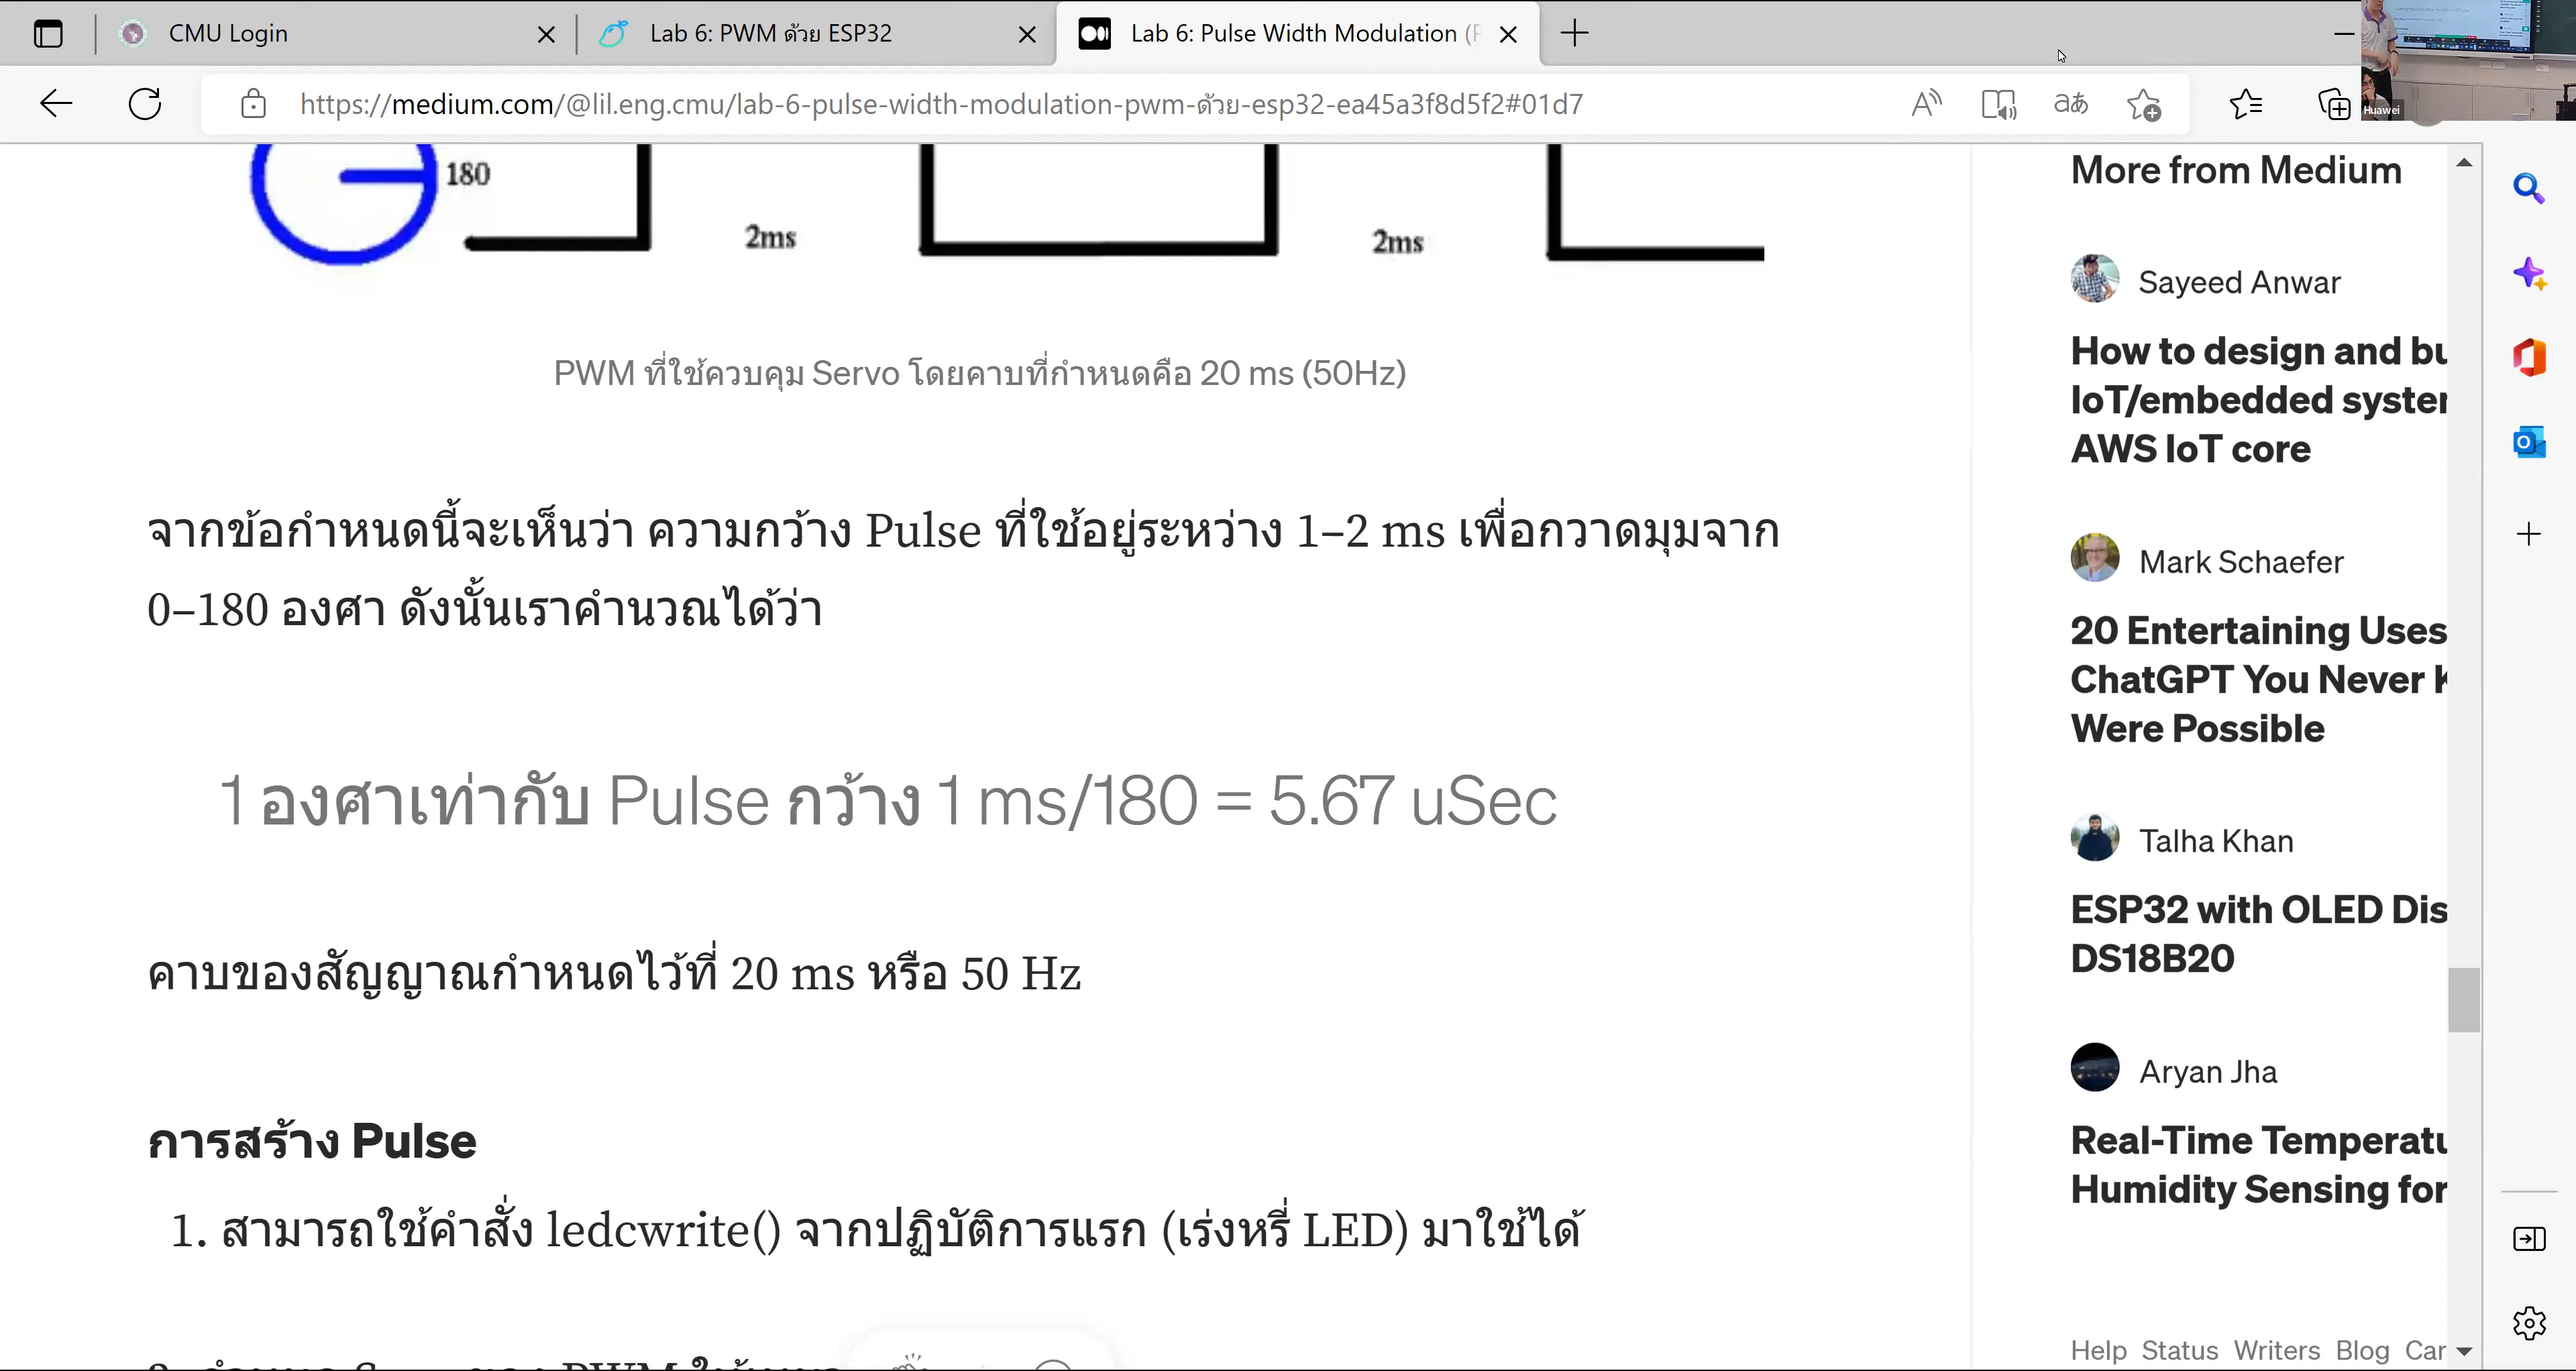 CMU Login
Lab 6: PWM ด้วย ESP32
Lab 6: Pulse Width Modulation (P
https://medium.com/@lil.eng.cmu/lab-6-pulse-width-modulation-pwm-ด้วย-esp32-ea45a3f8d5f2#01d7
Huawei
180
2ms
2ms
PWM ที่ใช้ควบคุม Servo โดยคาบที่กำหนดคือ 20 ms (50Hz)
จากข้อกำหนดนี้จะเห็นว่า ความกว้าง Pulse ที่ใช้อยู่ระหว่าง 1–2 ms เพื่อกวาดมุมจาก
0–180 องศา ดังนั้นเราคำนวณได้ว่า
1 องศาเท่ากับ Pulse กว้าง 1 ms/180 = 5.67 uSec
คาบของสัญญาณกำหนดไว้ที่ 20 ms หรือ 50 Hz
การสร้าง Pulse
1. สามารถใช้คำสั่ง ledcwrite() จากปฏิบัติการแรก (เร่งหรี่ LED) มาใช้ได้
More from Medium
Sayeed Anwar
How to design and bu
IoT/embedded syster
AWS IoT core
Mark Schaefer
20 Entertaining Uses
ChatGPT You Never K
Were Possible
Talha Khan
ESP32 with OLED Dis
DS18B20
Aryan Jha
Real-Time Temperatu
Humidity Sensing for
Help Status Writers Blog Car